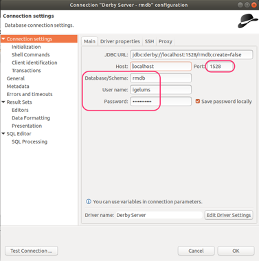 Connection "Derby Server - rmdb" configuration
Connection settings
Database connection settings.
Connection settings
Initialization
Shell Commands
Client identification
Transactions
General
Metadata
Errors and timeouts
Result Sets
Editors
Data Formatting
Presentation
SQL Editor
SQL Processing
Main Driver properties SSH Proxy
JDBC URL: jdbc:derby://localhost:1528/rmdb;create=false
Host: localhost Port: 1528
Database/Schema: rmdb
User name:
Password:
Save password locally
You can use variables in connection parameters.
Driver name: Derby Server Edit Driver Settings
Test Connection ... Cancel OK